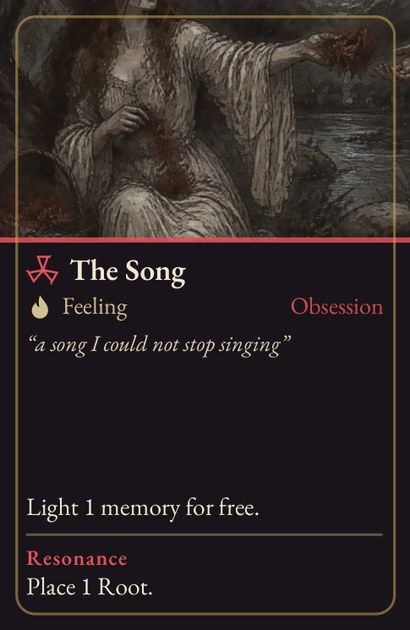 The Song
Feeling Obsession
“a song I could not stop singing”
Light 1 memory for free.
Resonance
Place 1 Root.